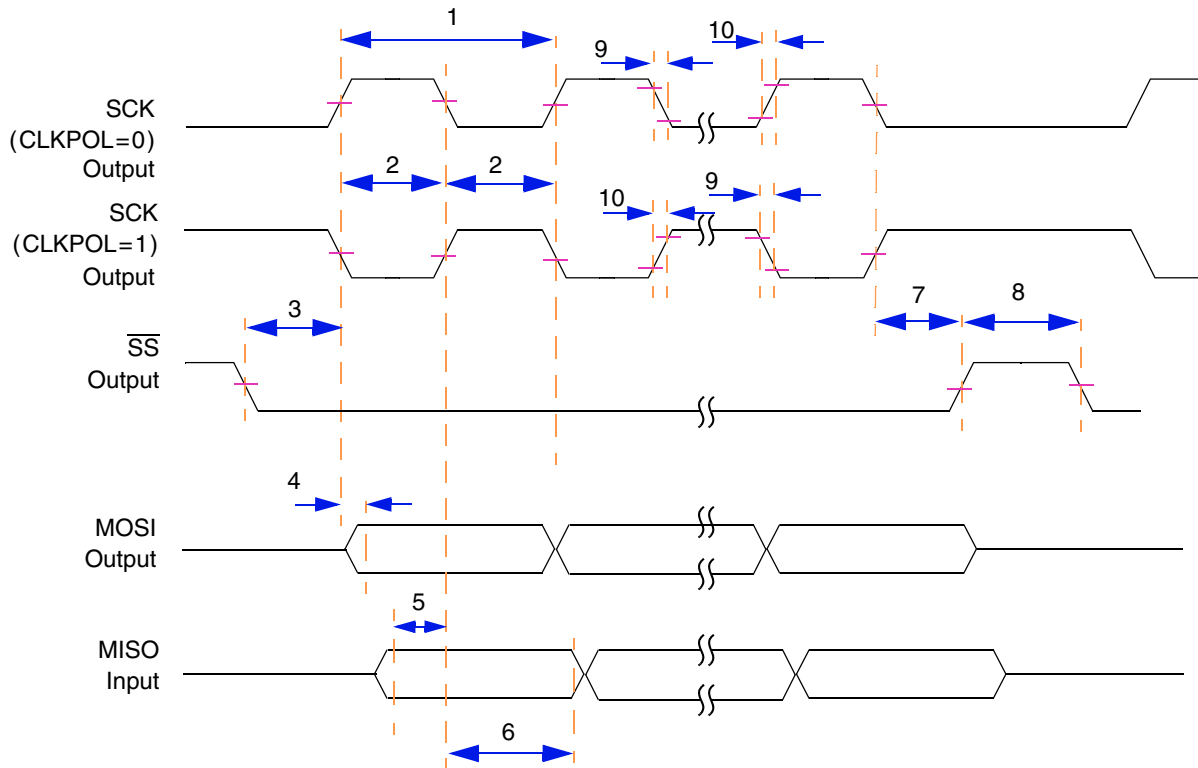 1
9
10
SCK
(CLKPOL=0)
Output
2
2
SCK
(CLKPOL=1)
Output
10
9
3
7
8
SS
Output
4
MOSI
Output
5
MISO
Input
6